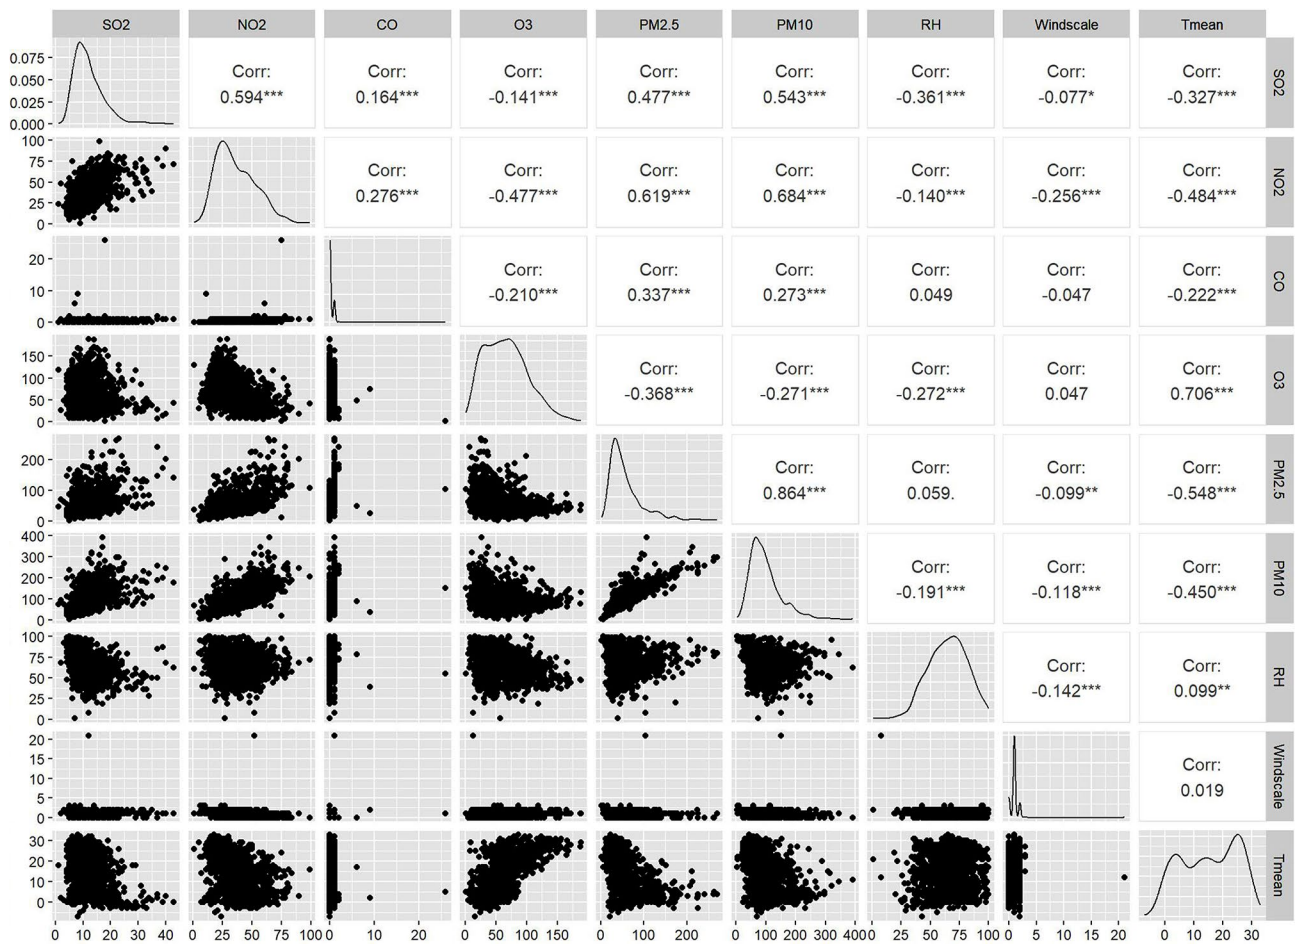 SO2 NO2 CO O3 PM2.5 PM10 RH Windscale Tmean
0.075
0.050
0.025
0.000
Corr: Corr: Corr: Corr: Corr: Corr: Corr: Corr:
0.594*** 0.164*** -0.141*** 0.477*** 0.543*** -0.361*** -0.077* -0.327***
SO2
100
75
50
25
0
Corr: Corr: Corr: Corr: Corr: Corr: Corr:
0.276*** -0.477*** 0.619*** 0.684*** -0.140*** -0.256*** -0.484***
NO2
20
10
0
Corr: Corr: Corr: Corr: Corr: Corr:
-0.210*** 0.337*** 0.273*** 0.049 -0.047 -0.222***
CO
150
100
50
0
Corr: Corr: Corr: Corr: Corr:
-0.368*** -0.271*** -0.272*** 0.047 0.706***
O3
200
100
0
Corr: Corr: Corr: Corr:
0.864*** 0.059. -0.099** -0.548***
PM2.5
400
300
200
100
0
Corr: Corr: Corr:
-0.191*** -0.118*** -0.450***
PM10
100
75
50
25
0
Corr: Corr:
-0.142*** 0.099**
RH
20
15
10
5
0
Corr:
0.019
Windscale
30
20
10
0
Tmean
0 10 20 30 40 0 25 50 75 100 0 10 20 0 50 100 150 0 100 200 0 100 200 300 400 0 25 50 75 100 0 5 10 15 20 0 10 20 30